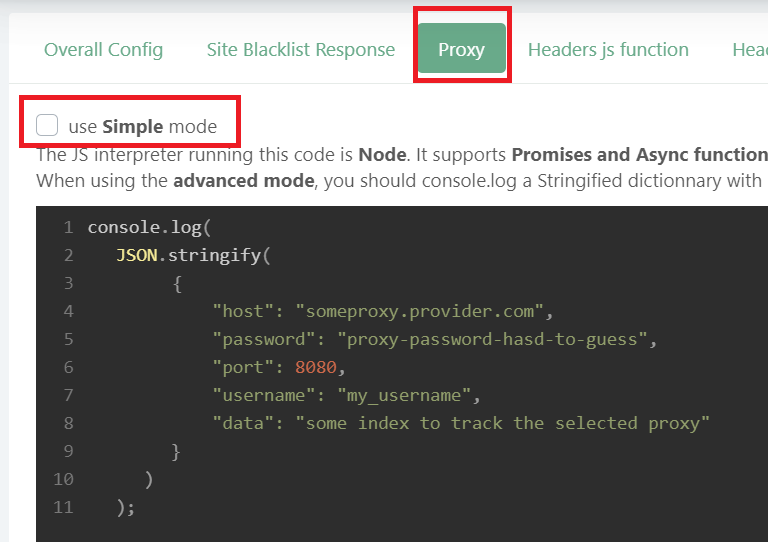 Overall Config Site Blacklist Response Proxy Headers js function
use Simple mode
The JS interpreter running this code is Node. It supports Promises and Async function
When using the advanced mode, you should console.log a Stringified dictionnary with
1 console.log(
2 JSON.stringify(
3 {
4 "host": "someproxy.provider.com",
5 "password": "proxy-password-hasd-to-guess",
6 "port": 8080,
7 "username": "my_username",
8 "data": "some index to track the selected proxy"
9 }
10 )
11 );